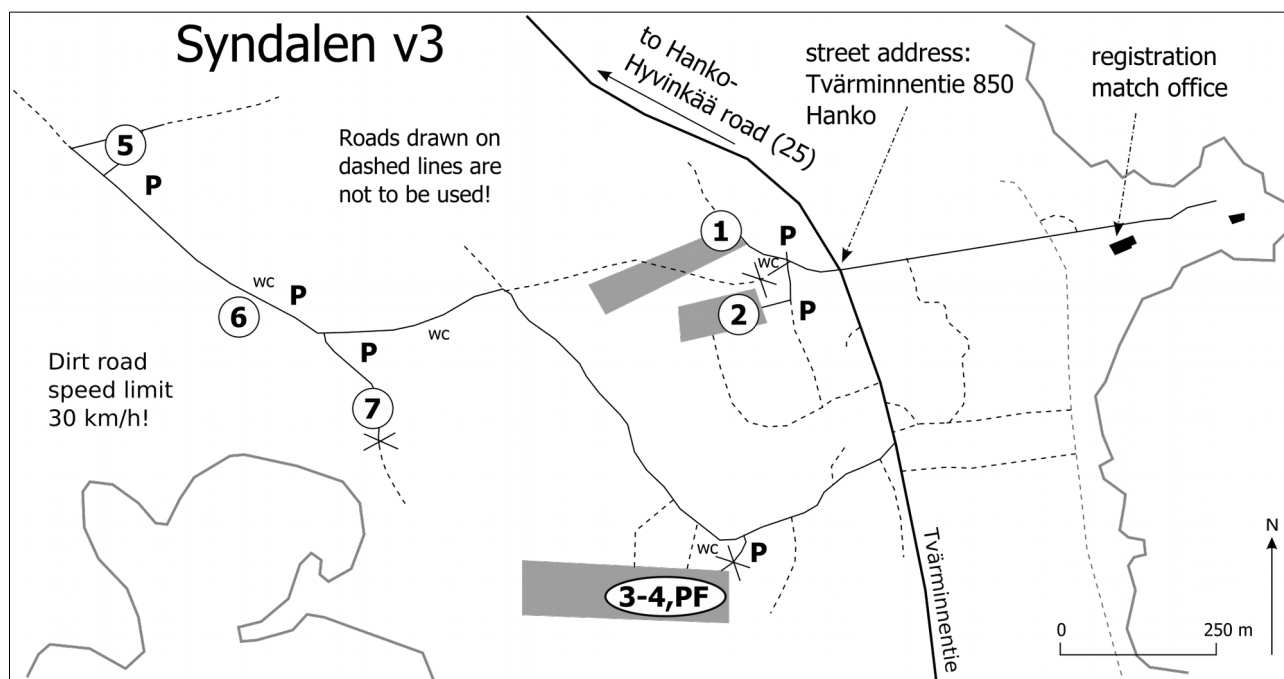 Syndalen v3
to Hanko-
Hyvinkää road (25)
street address:
Tvärminnentie 850
Hanko
registration
match office
Roads drawn on
dashed lines are
not to be used!
5
P
1
P
wc
2
P
wc
P
6
wc
P
7
Dirt road
speed limit
30 km/h!
wc
P
3-4,PF
Tvärminnentie
N
0
250 m